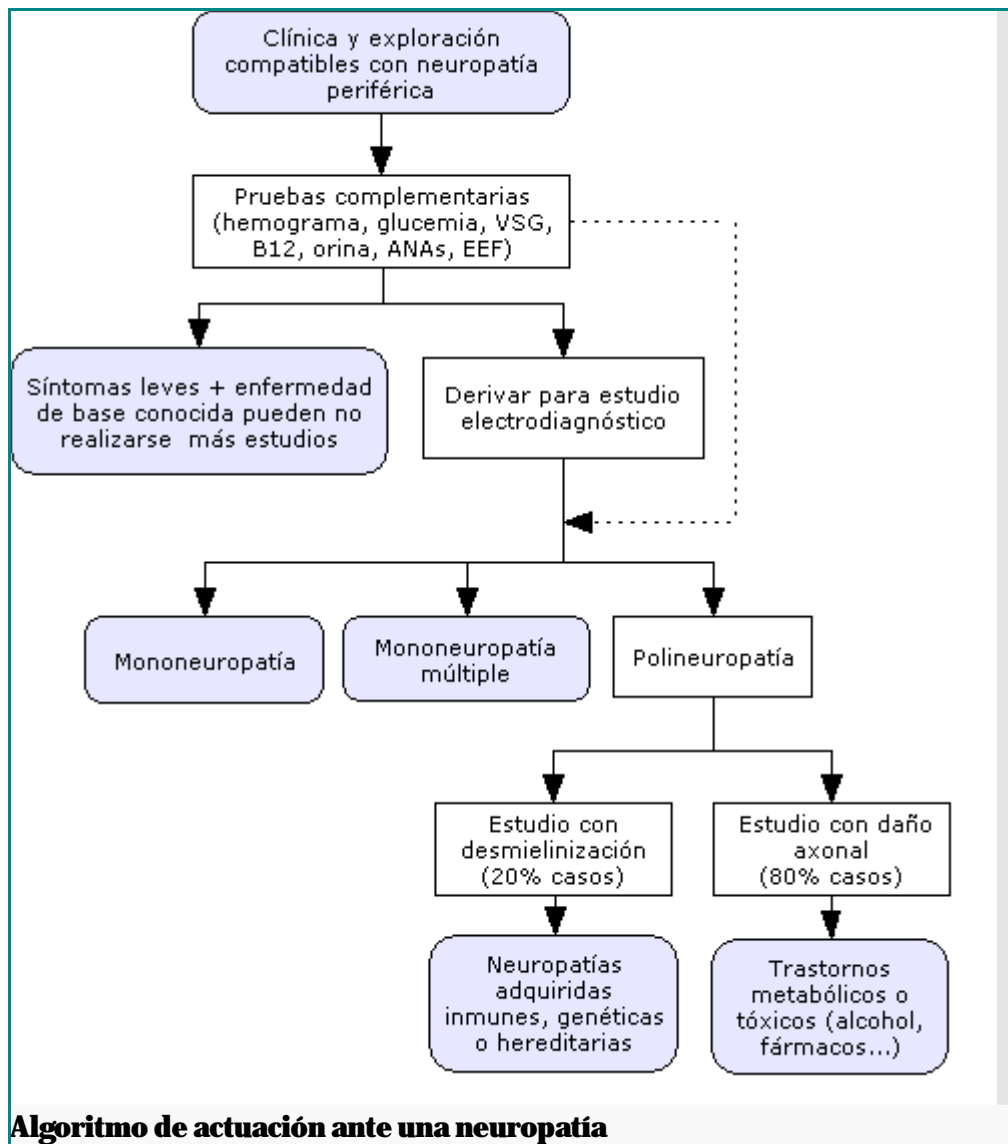 Clínica y exploración
compatibles con neuropatía
periférica
Pruebas complementarias
(hemograma, glucemia, VSG,
B12, orina, ANAs, EEF)
Síntomas leves + enfermedad
de base conocida pueden no
realizarse más estudios
Derivar para estudio
electrodiagnóstico
Mononeuropatía
Mononeuropatía
múltiple
Polineuropatía
Estudio con
desmielinización
(20% casos)
Estudio con daño
axonal
(80% casos)
Neuropatías
adquiridas
inmunes, genéticas
o hereditarias
Trastornos
metabólicos o
tóxicos (alcohol,
fármacos...)
Algoritmo de actuación ante una neuropatía